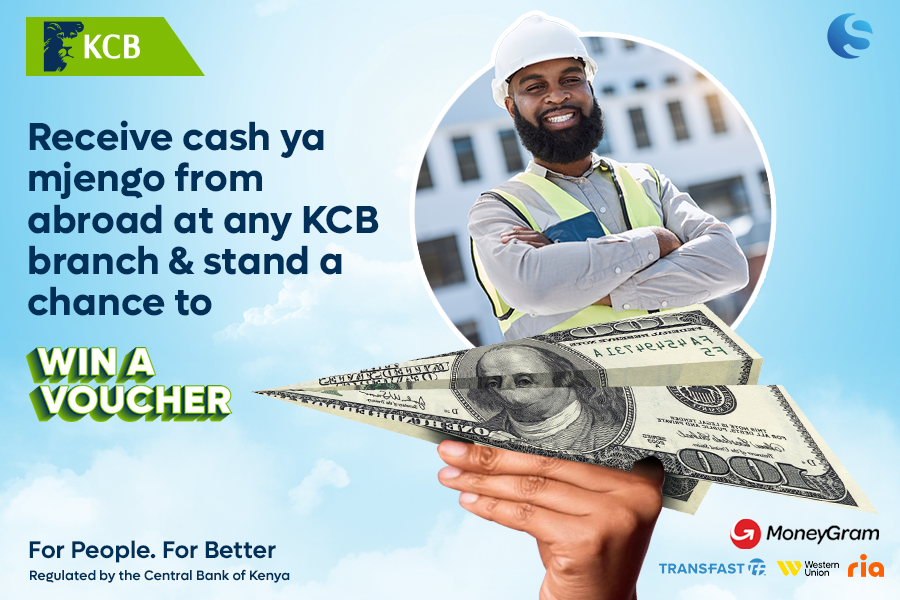 KCB
Receive cash ya
mjengo from
abroad at any KCB
branch & stand a
chance to
WIN A
VOUCHER
For People. For Better
Regulated by the Central Bank of Kenya
MoneyGram
TRANSFAST
Western
Union
ria